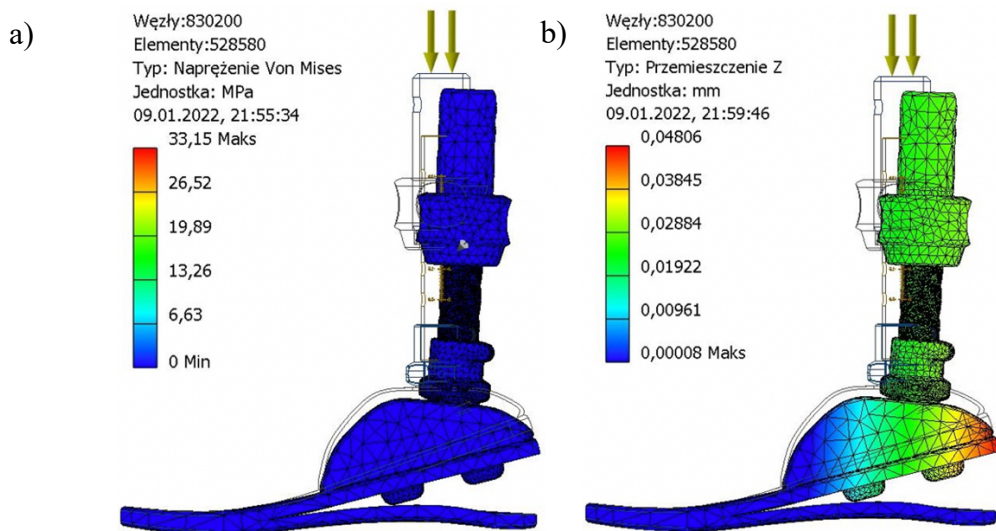 a)
Węzły:830200
Elementy:528580
Typ: Naprężenie Von Mises
Jednostka: MPa
09.01.2022, 21:55:34
33,15 Maks
26,52
19,89
13,26
6,63
0 Min
b)
Węzły:830200
Elementy:528580
Typ: Przemieszczenie Z
Jednostka: mm
09.01.2022, 21:59:46
0,04806
0,03845
0,02884
0,01922
0,00961
0,00008 Maks